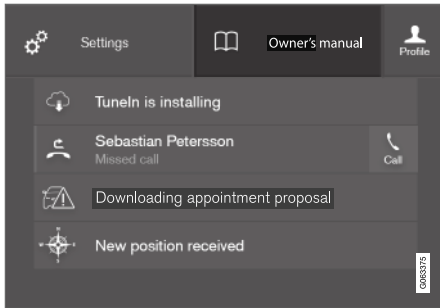 Settings
Owner's manual
Profile
TuneIn is installing
Sebastian Petersson
Missed call
Call
Downloading appointment proposal
New position received
G063375